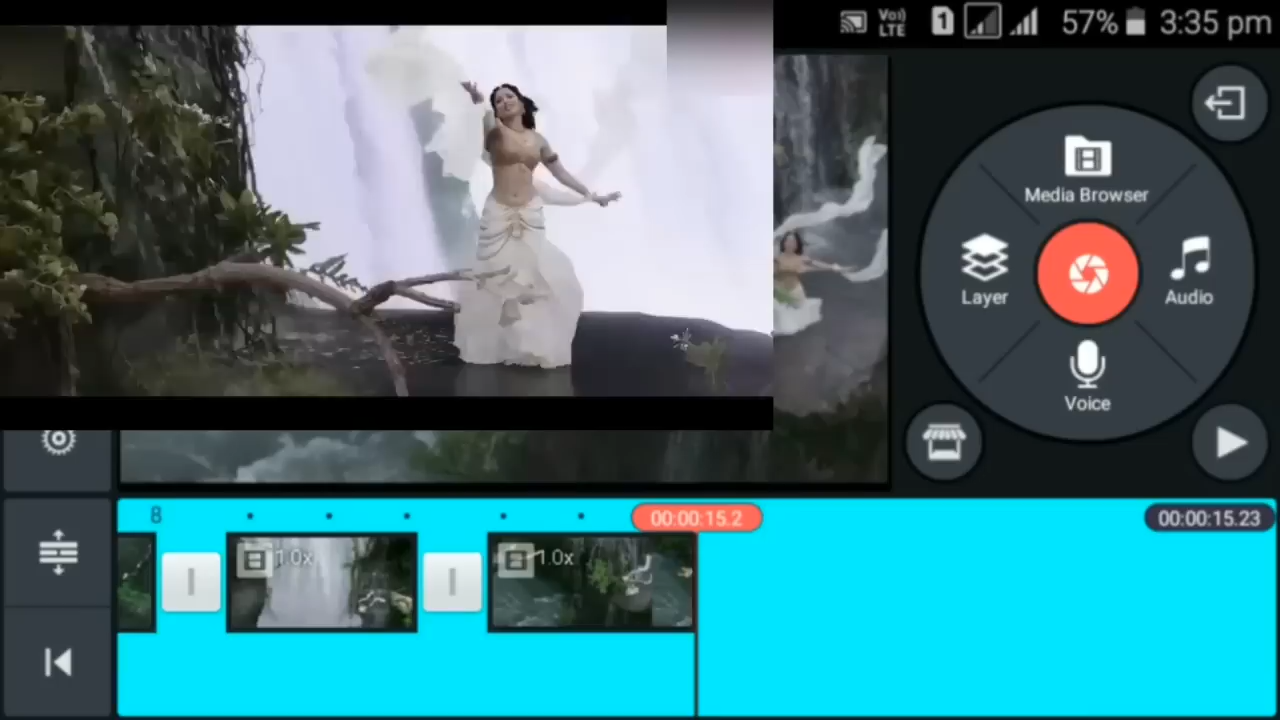 Vo)) LTE 1 57% 3:35 pm
Media Browser
Layer
Audio
Voice
8
00:00:15.2
00:00:15.23
1.0x
1.0x